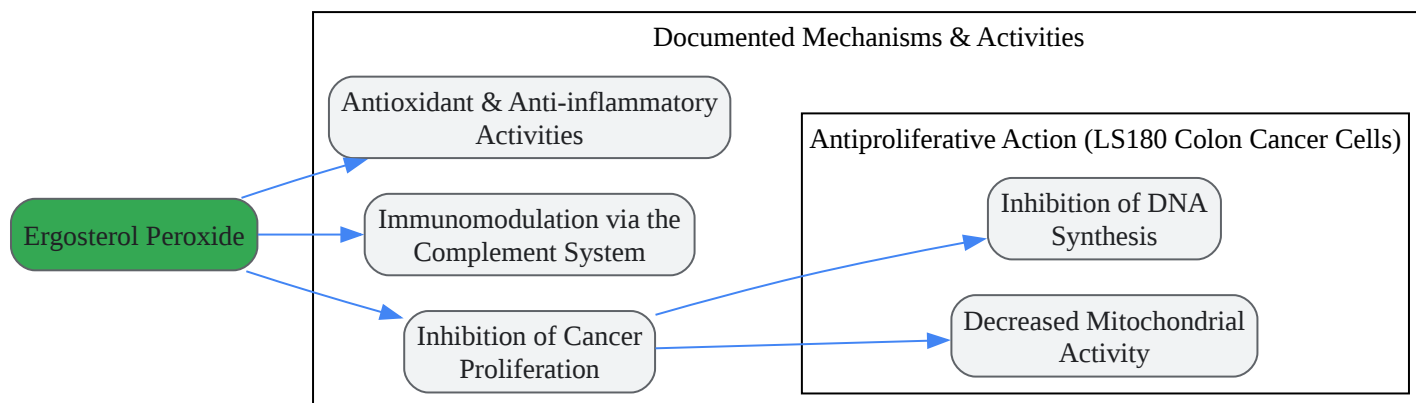 Documented Mechanisms & Activities
Antioxidant & Anti-inflammatory
Activities
Antiproliferative Action (LS180 Colon Cancer Cells)
Ergosterol Peroxide
Immunomodulation via the
Complement System
Inhibition of DNA
Synthesis
Inhibition of Cancer
Proliferation
Decreased Mitochondrial
Activity